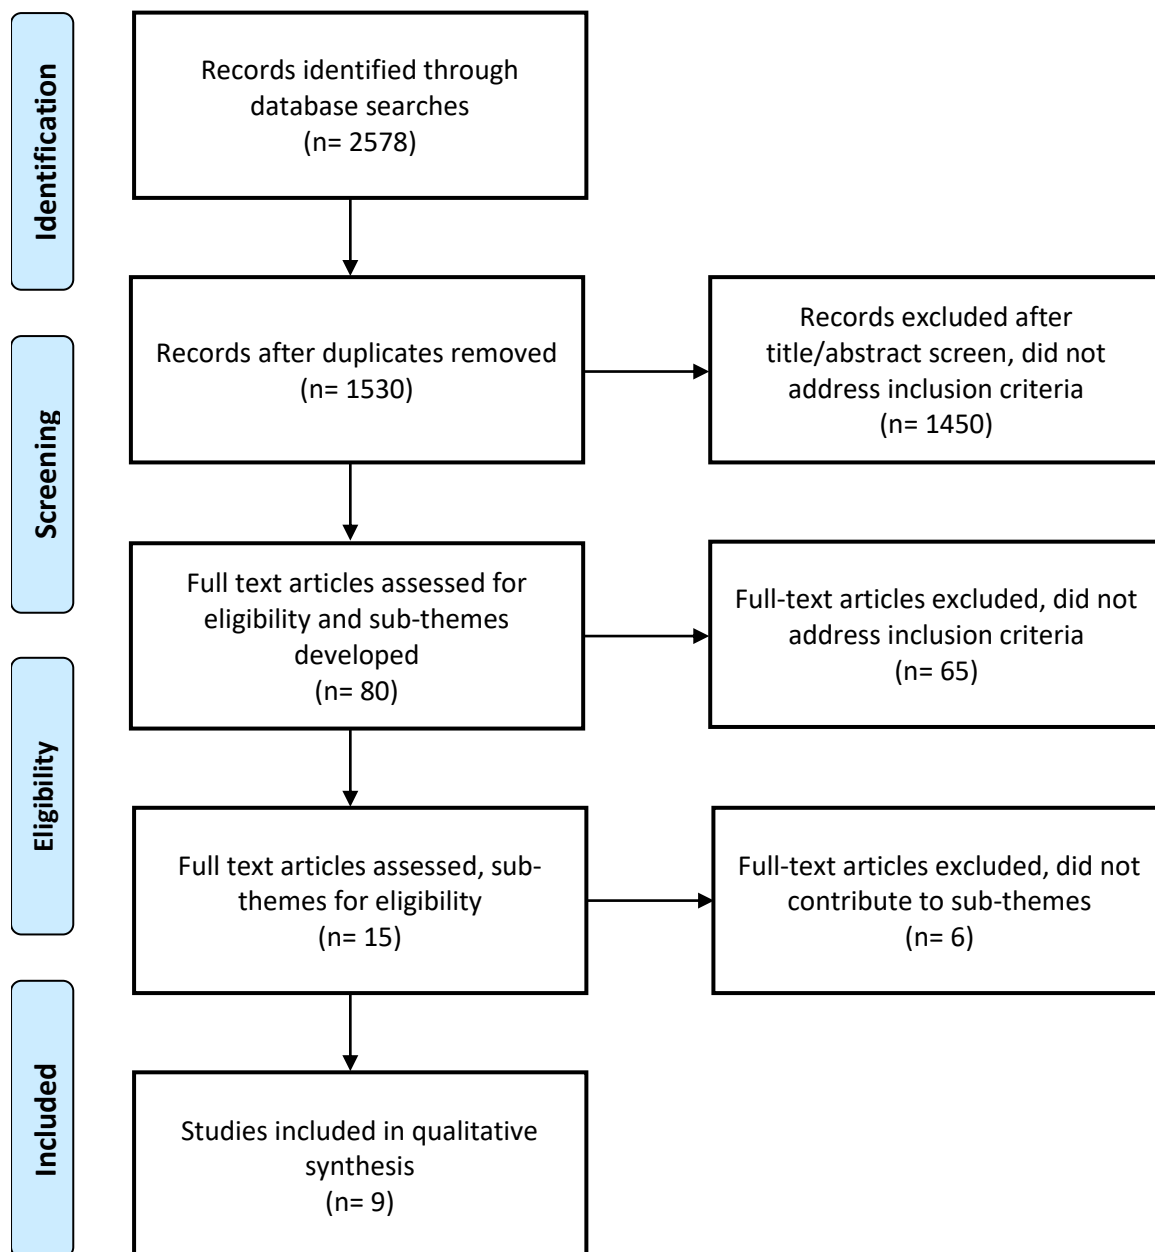 Identification
Records identified through
database searches
(n= 2578)
Records after duplicates removed
(n= 1530)
Records excluded after
title/abstract screen, did not
address inclusion criteria
(n= 1450)
Screening
Full text articles assessed for
eligibility and sub-themes
developed
(n= 80)
Full-text articles excluded, did not
address inclusion criteria
(n= 65)
Eligibility
Full text articles assessed, sub-
themes for eligibility
(n= 15)
Full-text articles excluded, did not
contribute to sub-themes
(n= 6)
Included
Studies included in qualitative
synthesis
(n= 9)